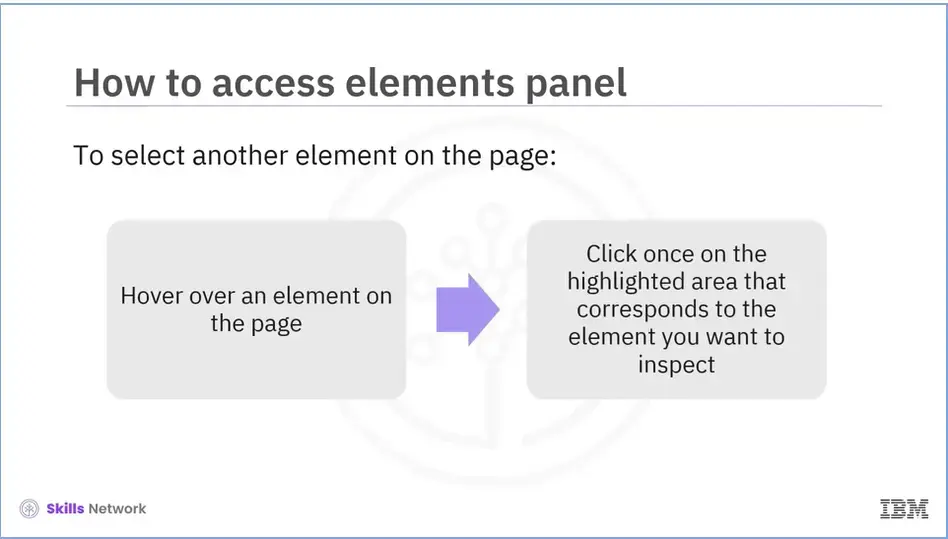 How to access elements panel
To select another element on the page:
Hover over an element on
the page
Click once on the
highlighted area that
corresponds to the
element you want to
inspect
Skills Network
IBM